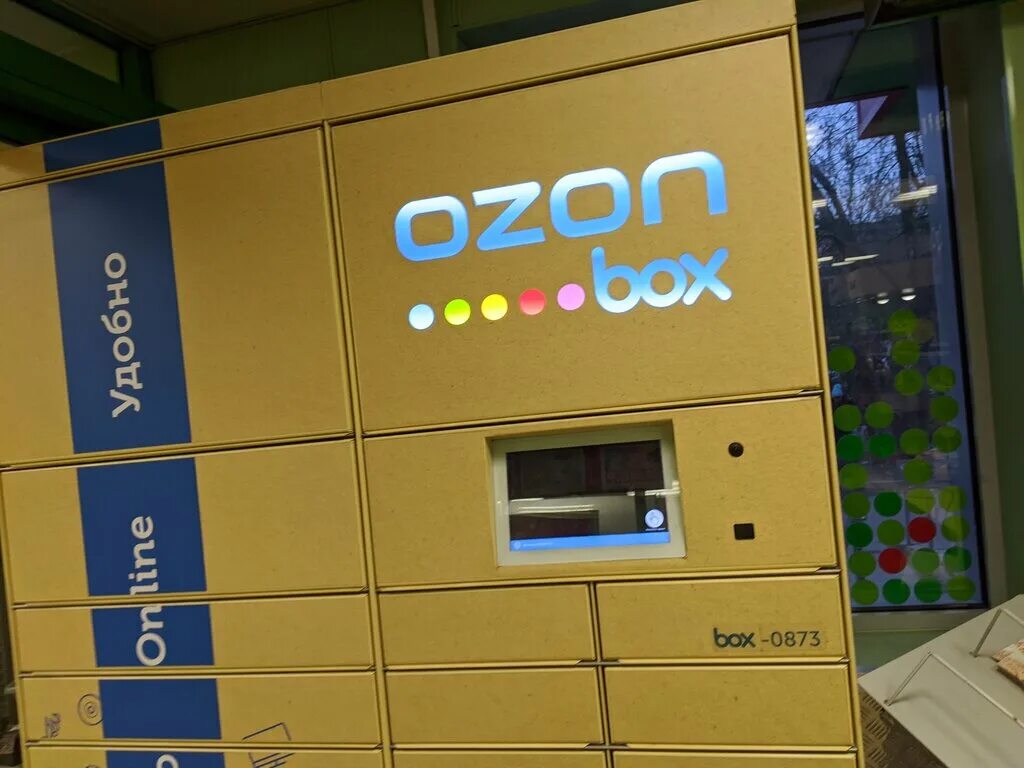 ozon
box
Удобно
Online
box-0873